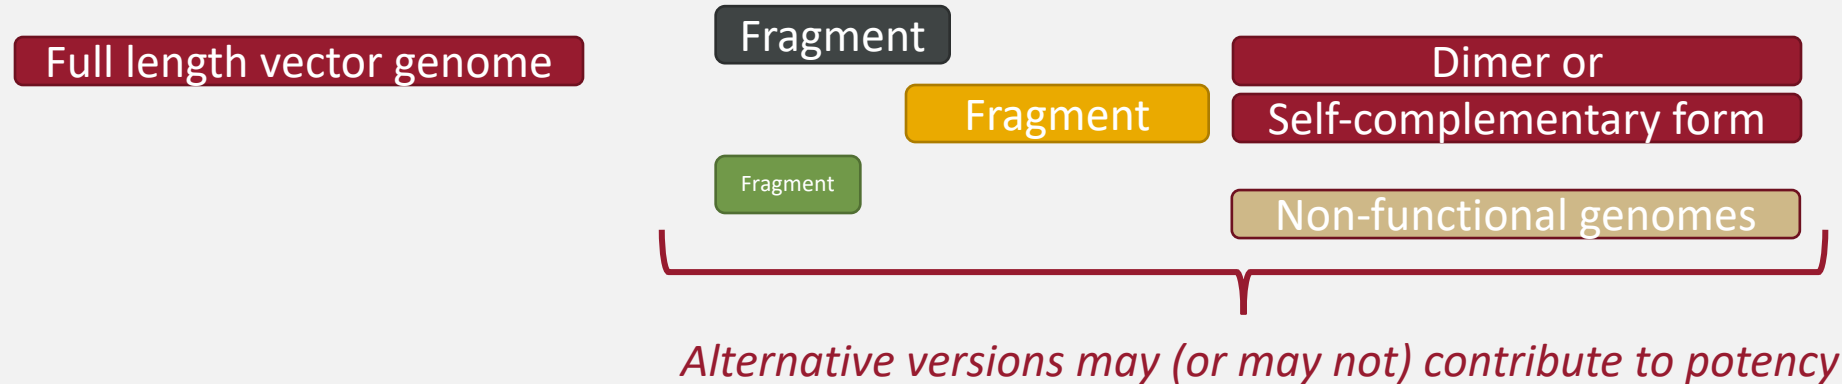 Full length vector genome
Fragment
Fragment
Fragment
Dimer or
Self-complementary form
Non-functional genomes
Alternative versions may (or may not) contribute to potency